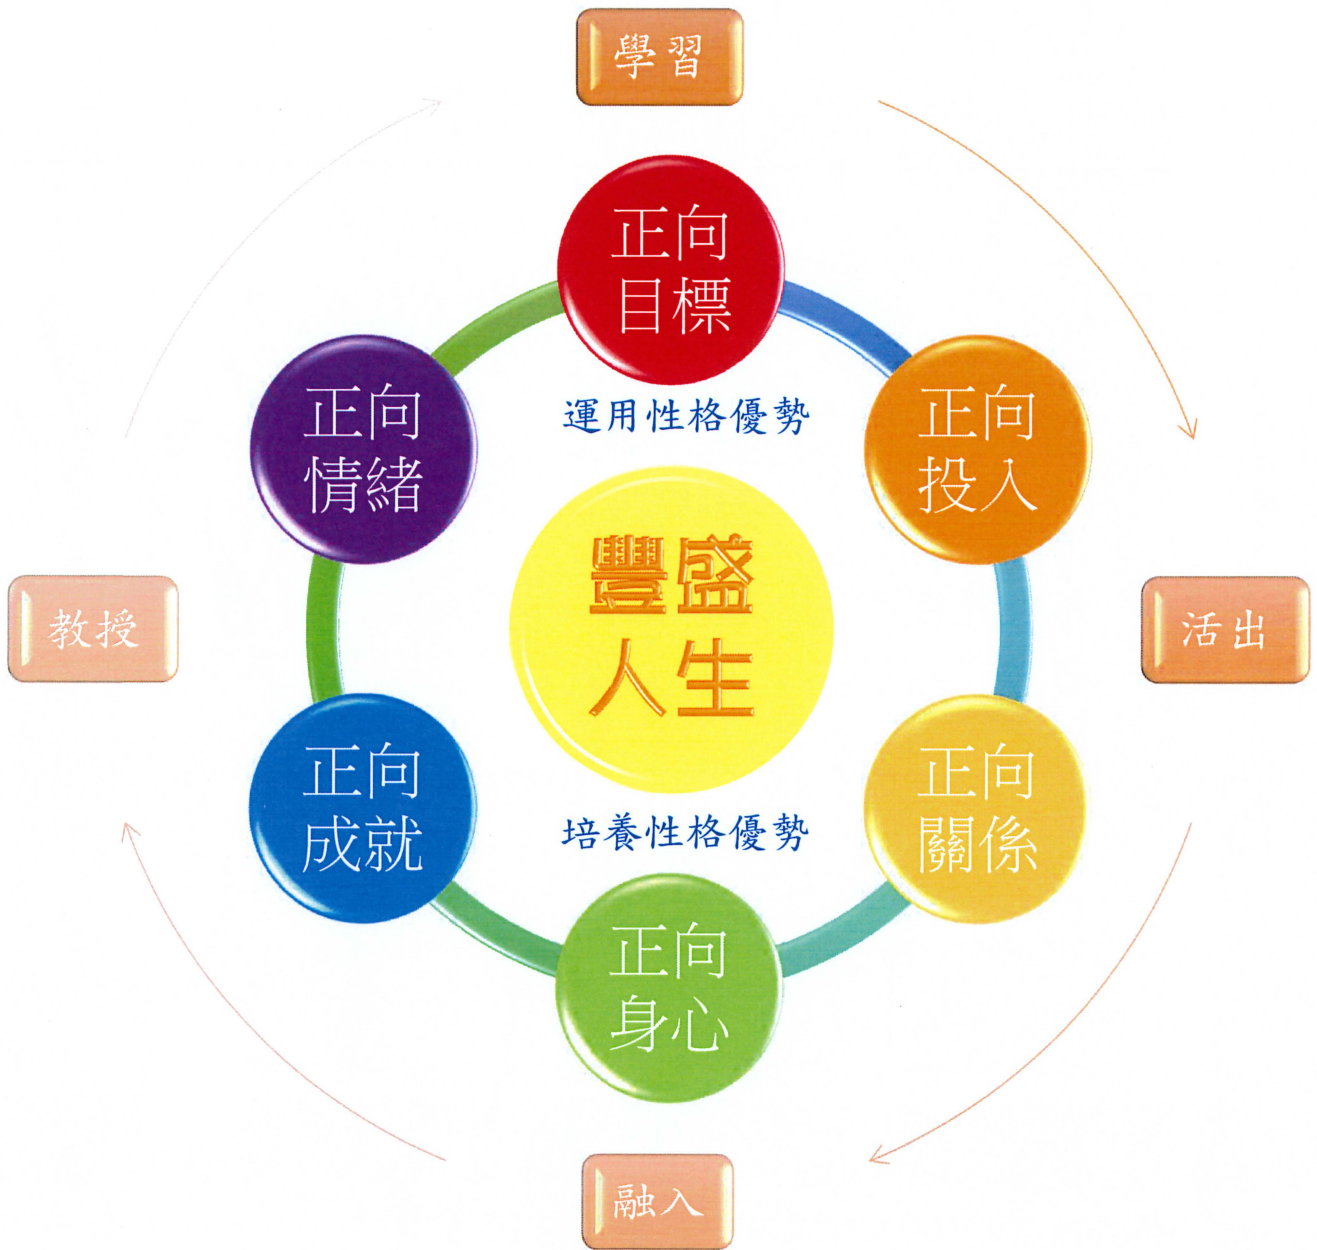 學習
正向
目標
正向
情緒
運用性格優勢
正向
投入
豐盛
人生
教授
活出
正向
成就
培養性格優勢
正向
關係
正向
身心
融入